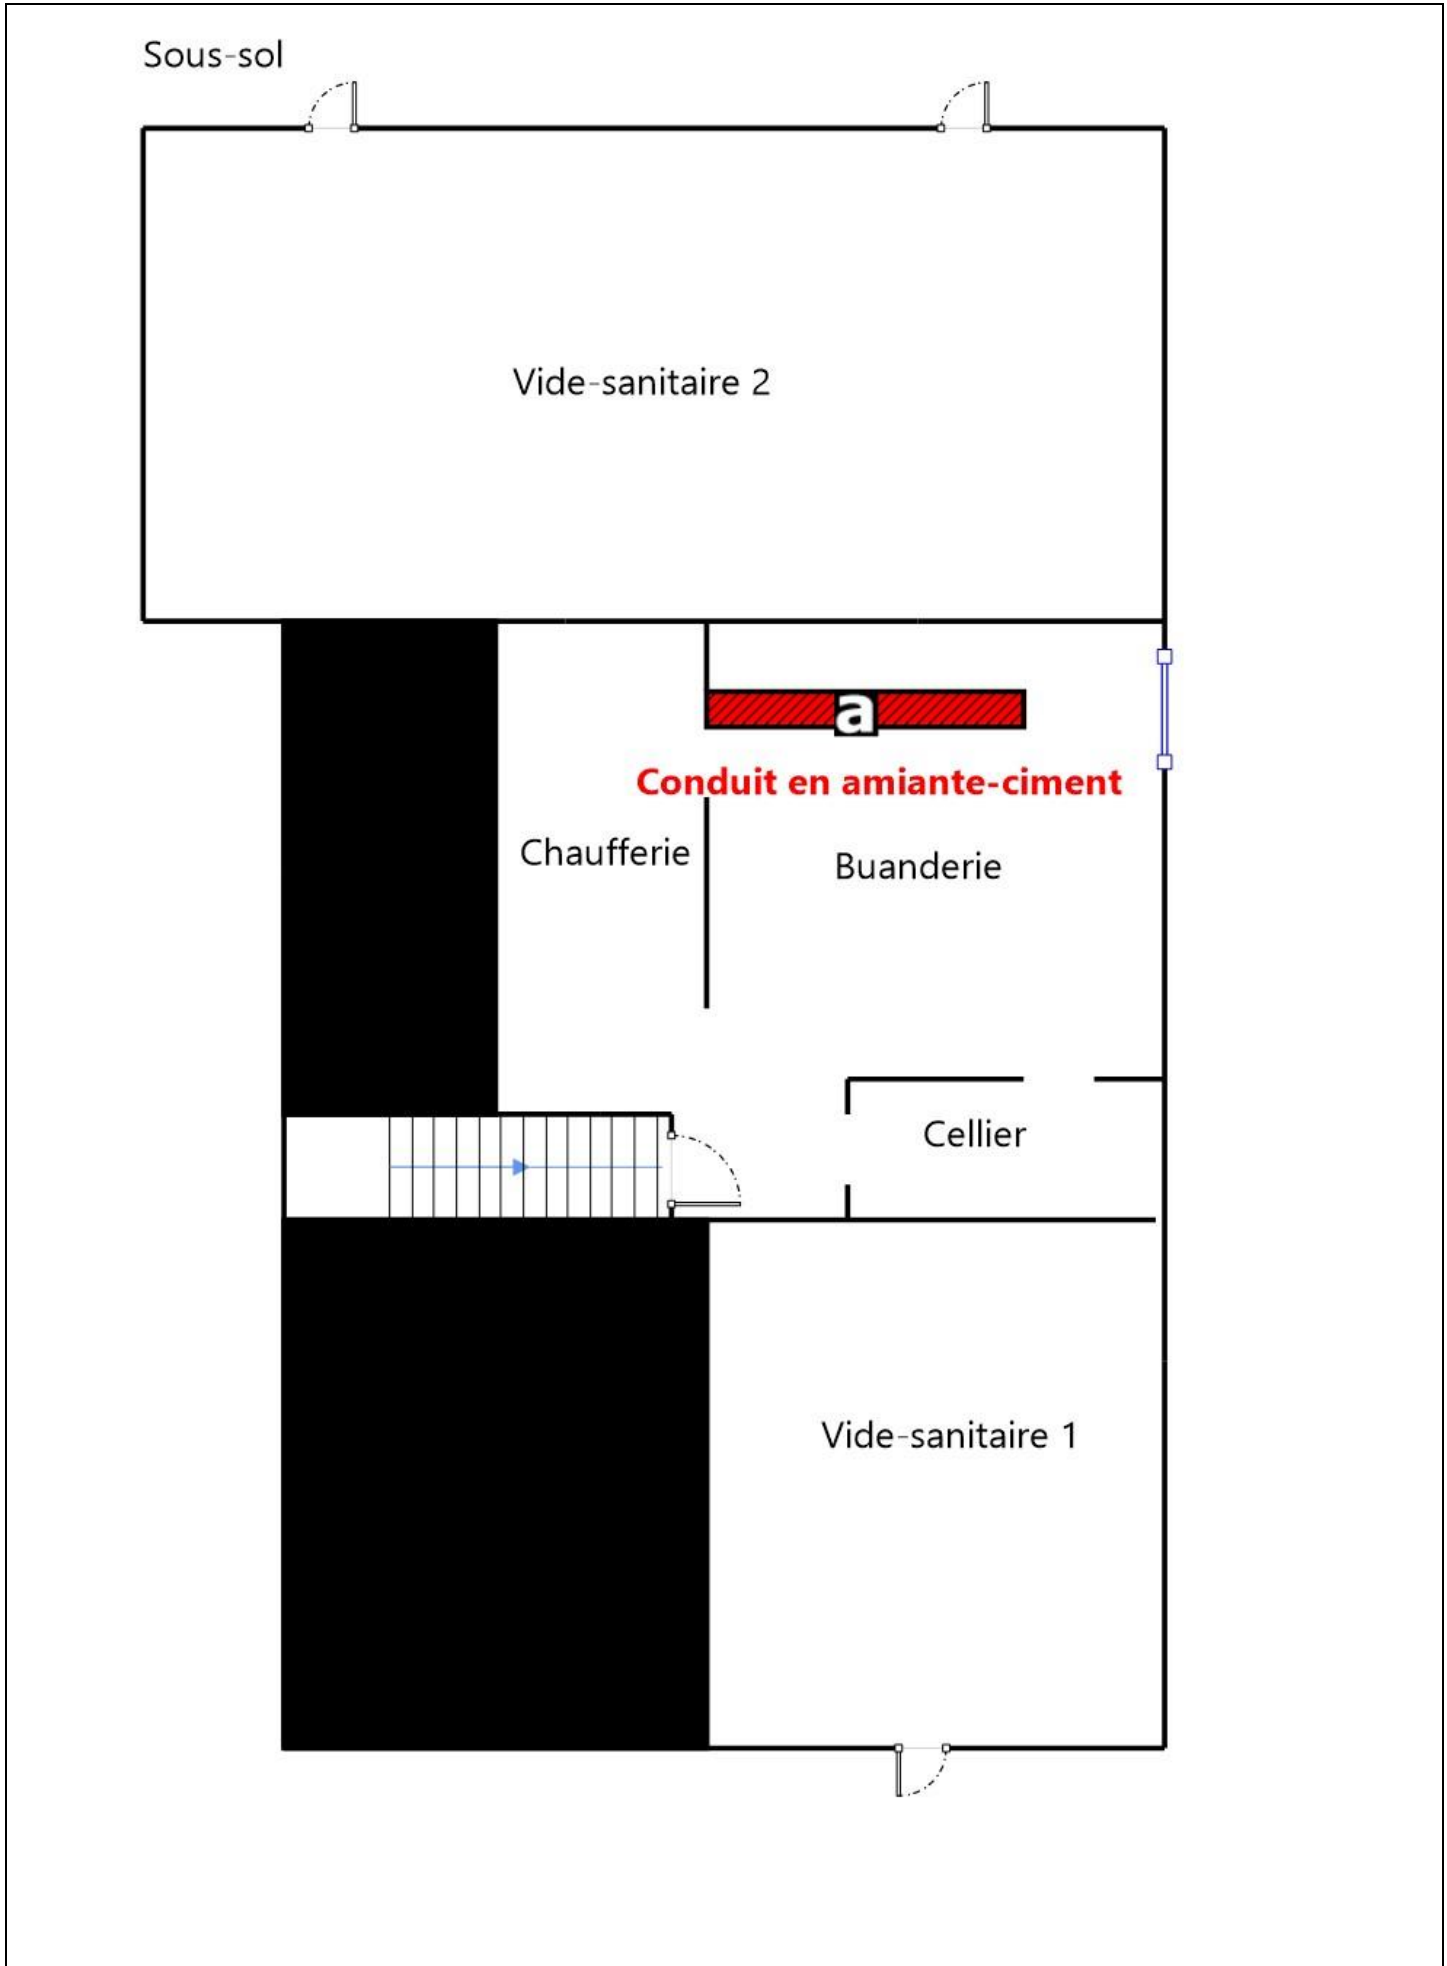 Sous-sol
Vide-sanitaire 2
a
Conduit en amiante-ciment
Chaufferie
Buanderie
Cellier
Vide-sanitaire 1